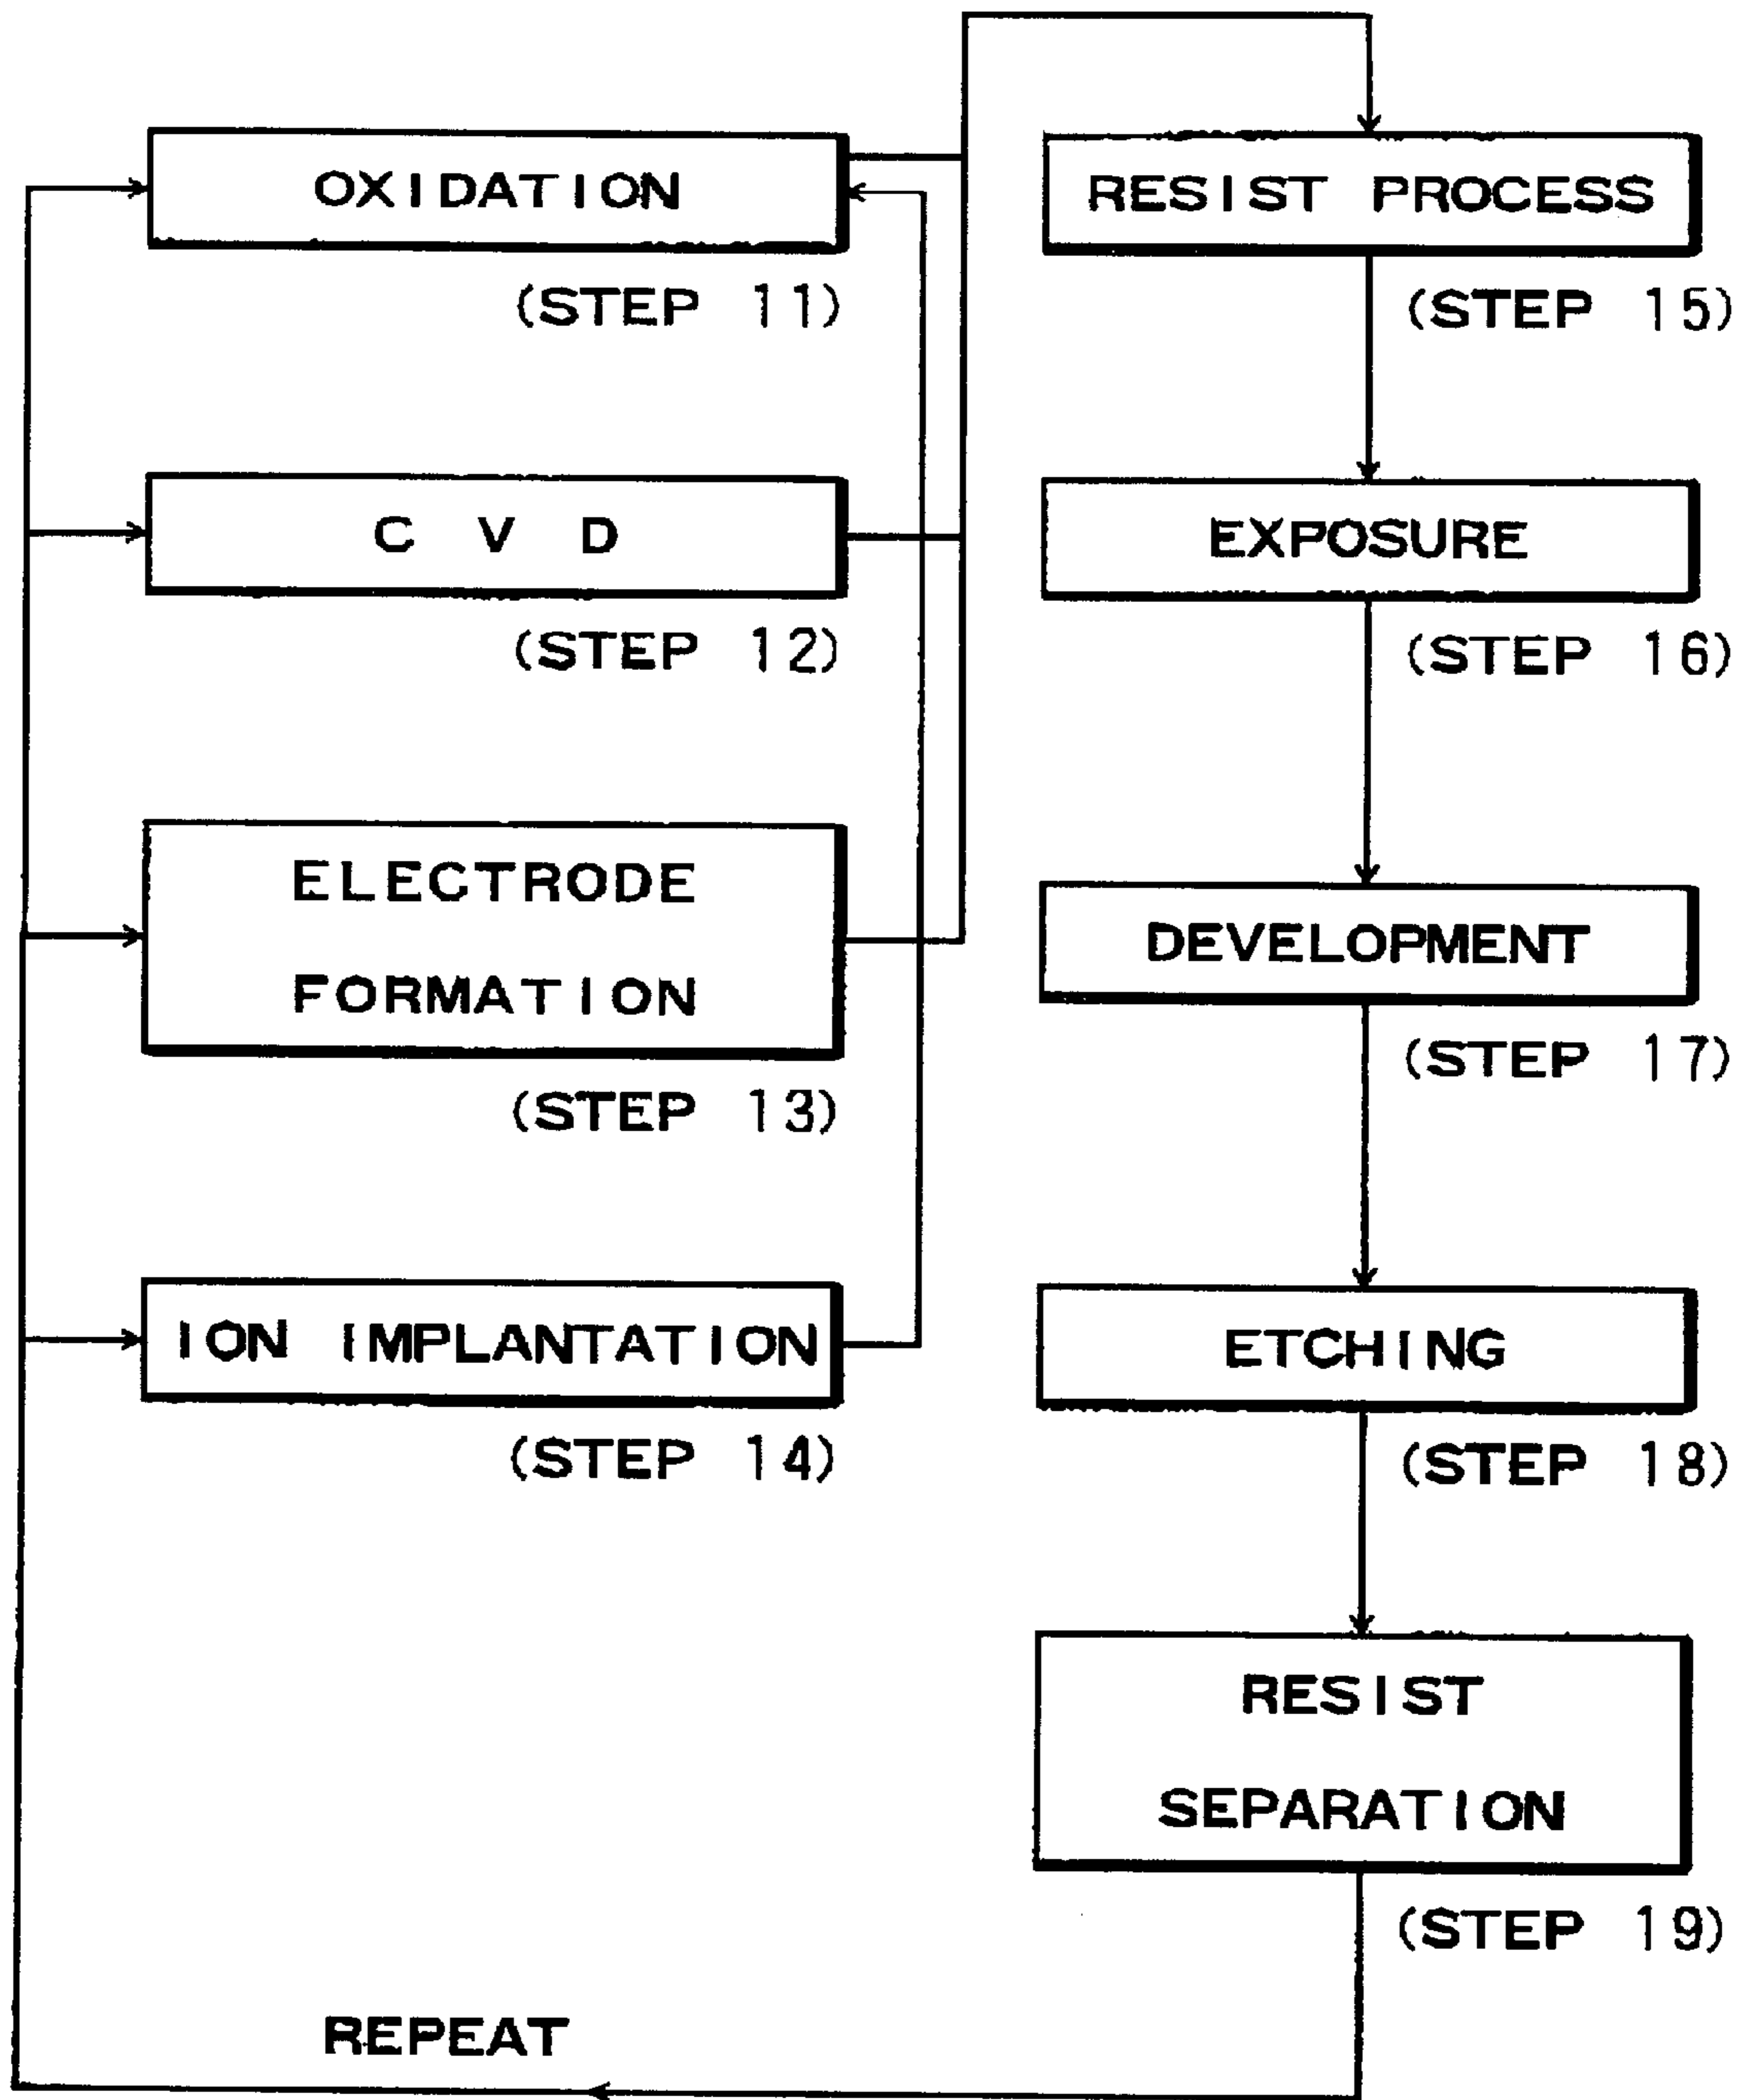 OXIDATION
(STEP 11)
C V D
(STEP 12)
ELECTRODE
FORMATION
(STEP 13)
ION IMPLANTATION
(STEP 14)
RESIST PROCESS
(STEP 15)
EXPOSURE
(STEP 16)
DEVELOPMENT
(STEP 17)
ETCHING
(STEP 18)
RESIST
SEPARATION
(STEP 19)
REPEAT